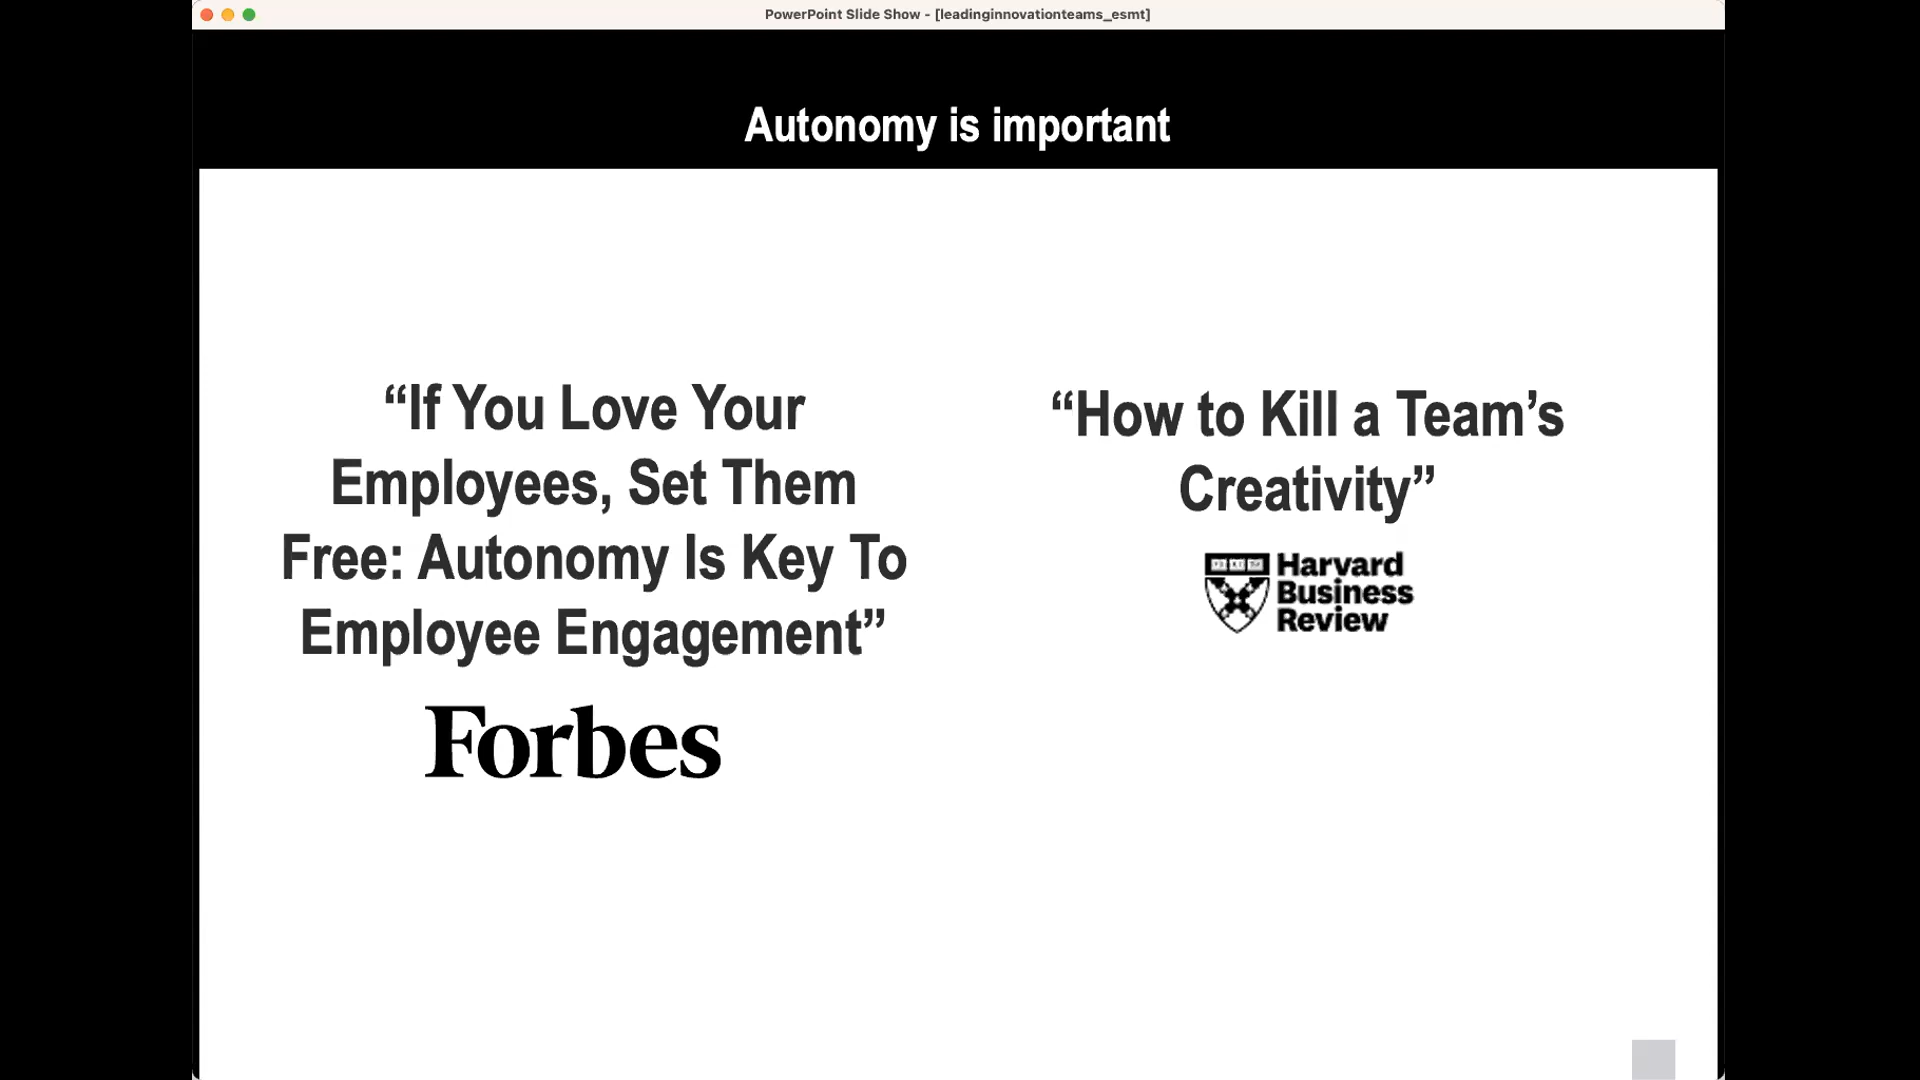 PowerPoint Slide Show - [leadinginnovationteams_esmt]
Autonomy is important
“If You Love Your
Employees, Set Them
Free: Autonomy Is Key To
Employee Engagement”
Forbes
“How to Kill a Team’s
Creativity”
Harvard
Business
Review